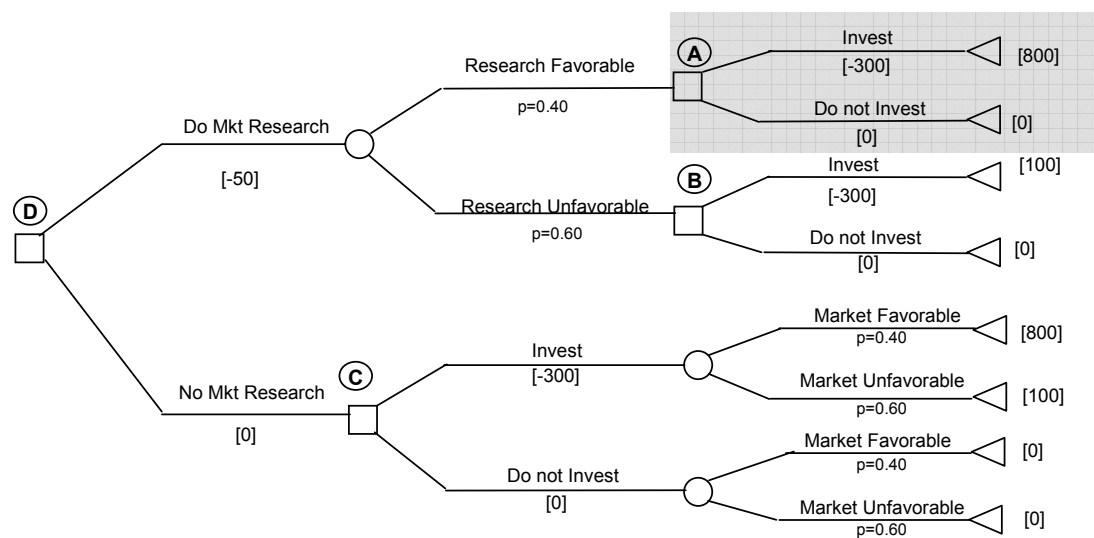 Invest
A
[800]
[-300]
Research Favorable
p=0.40
Do not Invest
[0]
[0]
Do Mkt Research
[-50]
Invest
[100]
B
[-300]
Research Unfavorable
p=0.60
Do not Invest
[0]
[0]
D
Market Favorable
p=0.40
[800]
Invest
[-300]
C
No Mkt Research
[0]
Market Unfavorable
p=0.60
[100]
Market Favorable
p=0.40
[0]
Do not Invest
[0]
Market Unfavorable
p=0.60
[0]